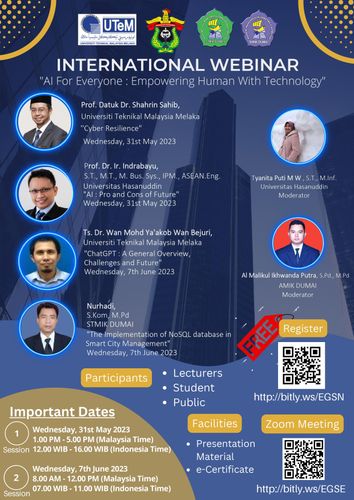 UTeM
UNIVERSITI TEKNIKAL MALAYSIA MELAKA
INTERNATIONAL WEBINAR
"AI For Everyone : Empowering Human With Technology"
Prof. Datuk Dr. Shahrin Sahib,
Universiti Teknikal Malaysia Melaka
"Cyber Resilience"
Wednesday, 31st May 2023
Prof. Dr. Ir. Indrabayu,
S.T., M.T., M. Bus. Sys., IPM., ASEAN.Eng.
Universitas Hasanuddin
"AI : Pro and Cons of Future"
Wednesday, 31st May 2023
Ts. Dr. Wan Mohd Ya'akob Wan Bejuri,
Universiti Teknikal Malaysia Melaka
"ChatGPT : A General Overview,
Challenges and Future"
Wednesday, 7th June 2023
Nurhadi,
S.Kom, M.Pd
STMIK DUMAI
"The Implementation of NoSQL database in
Smart City Management"
Wednesday, 7th June 2023
Tyanita Puti M W , S.T., M.Inf.
Universitas Hasanuddin
Moderator
Al Malikul Ikhwanda Putra, S.Pd., M.Pd
AMIK DUMAI
Moderator
FREE
Register
http://bitly.ws/EGSN
Participants
• Lecturers
• Student
• Public
Facilities
• Presentation
Material
• e-Certificate
Zoom Meeting
http://bitly.ws/EGSE
Important Dates
1
Session
Wednesday, 31st May 2023
1.00 PM - 5.00 PM (Malaysia Time)
12.00 WIB - 16.00 WIB (Indonesia Time)
2
Session
Wednesday, 7th June 2023
8.00 AM - 12.00 PM (Malaysia Time)
07.00 WIB - 11.00 WIB (Indonesia Time)